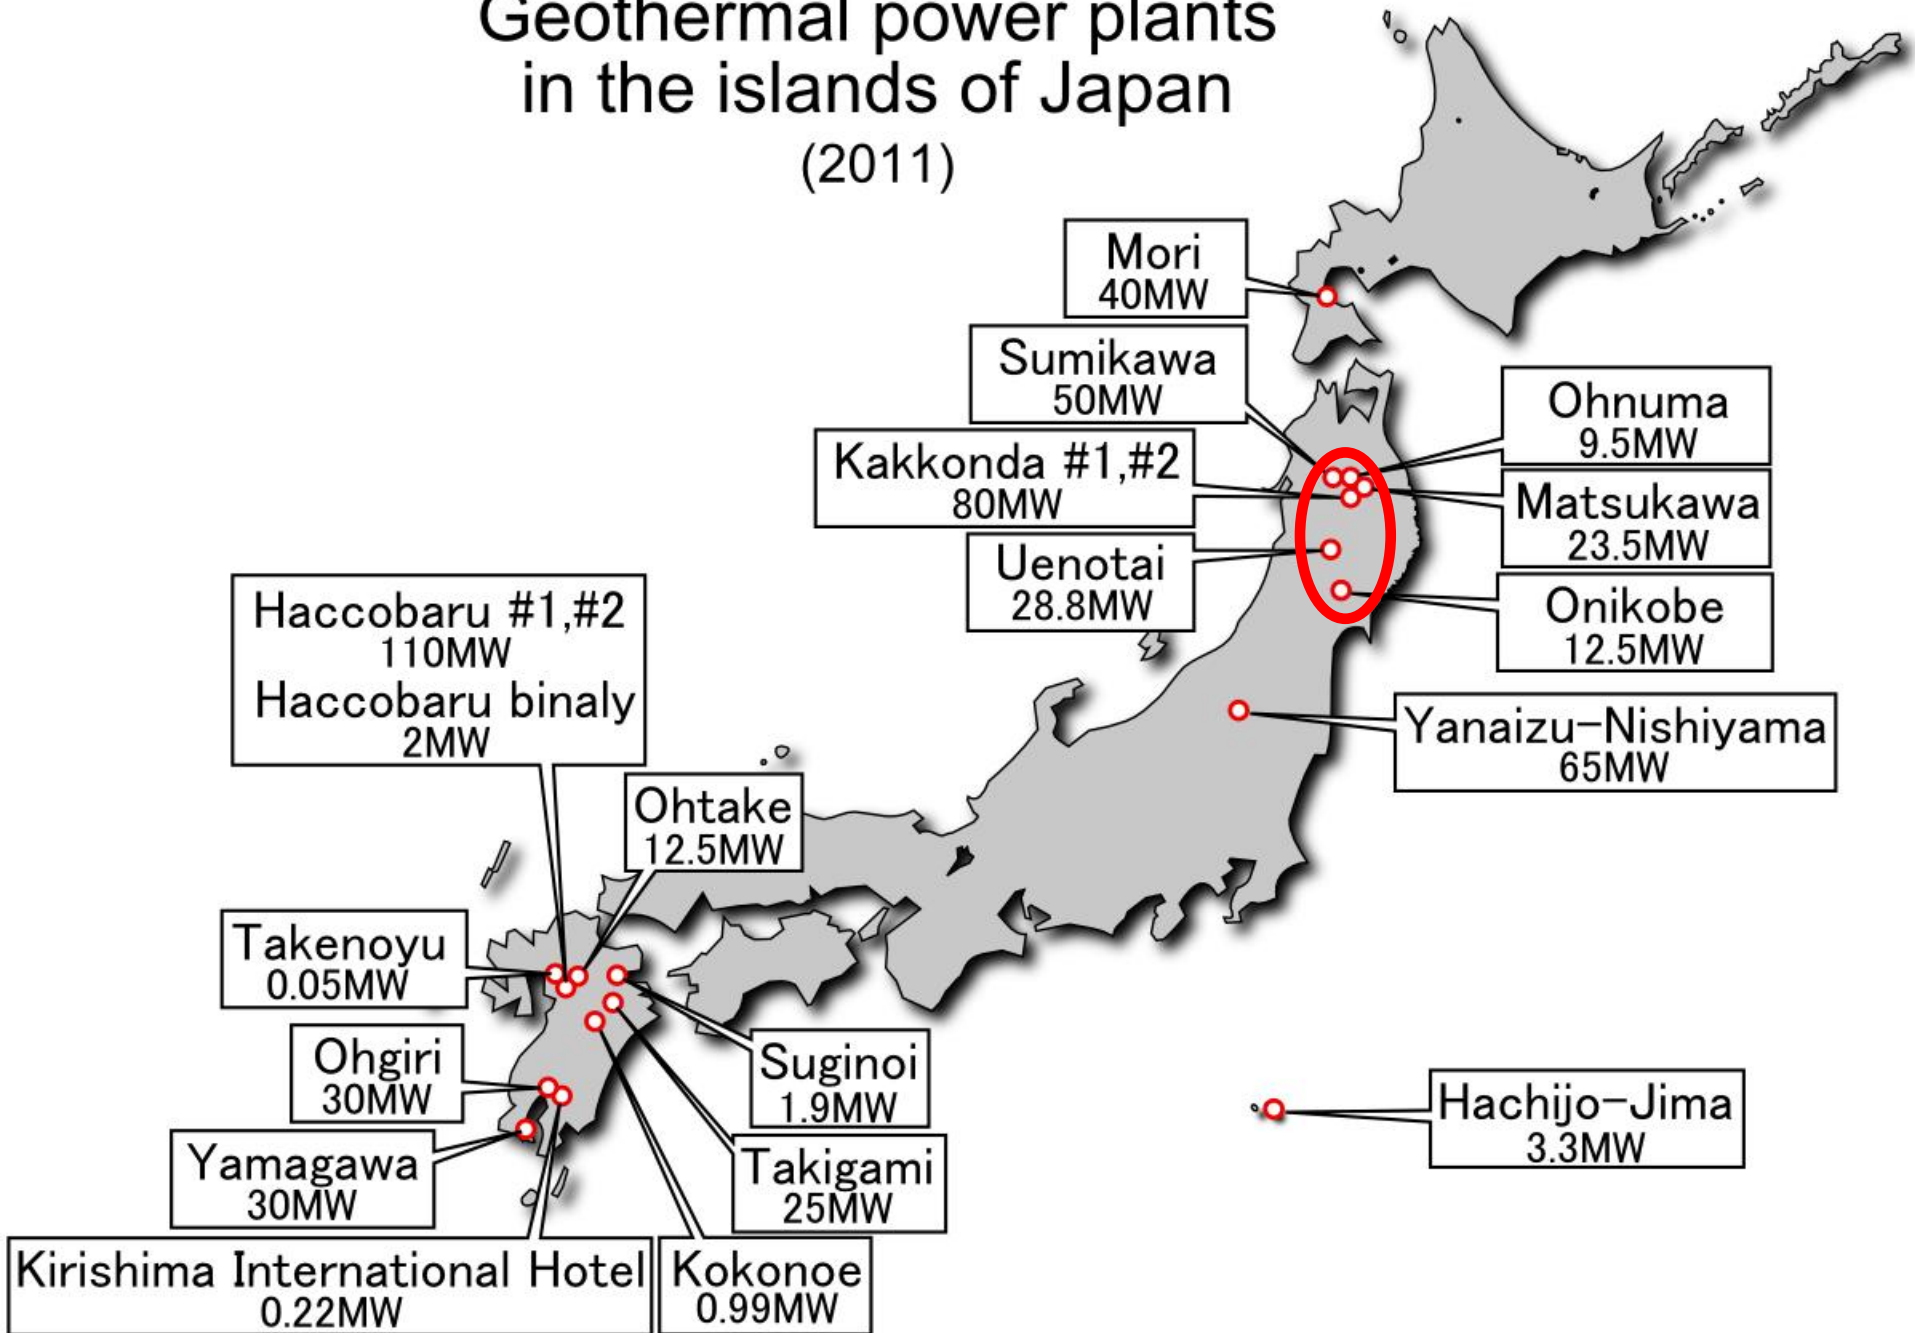 Geothermal power plants
in the islands of Japan
(2011)
Mori
40MW
Sumikawa
50MW
Ohnuma
9.5MW
Kakkonda #1,#2
80MW
Matsukawa
23.5MW
Uenotai
28.8MW
Onikobe
12.5MW
Haccobaru #1,#2
110MW
Haccobaru binaly
2MW
Yanaizu-Nishiyama
65MW
Ohtake
12.5MW
Takenoyu
0.05MW
Ohgiri
30MW
Suginoi
1.9MW
Hachijo-Jima
3.3MW
Yamagawa
30MW
Takigami
25MW
Kirishima International Hotel
0.22MW
Kokonoe
0.99MW